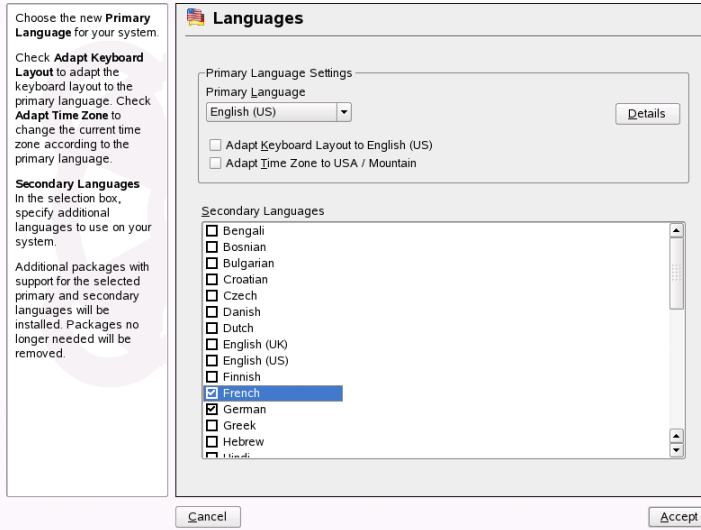 Choose the new Primary
Language for your system.
Check Adapt Keyboard
Layout to adapt the
keyboard layout to the
primary language. Check
Adapt Time Zone to
change the current time
zone according to the
primary language.
Secondary Languages
In the selection box,
specify additional
languages to use on your
system.
Additional packages with
support for the selected
primary and secondary
languages will be
installed. Packages no
longer needed will be
removed.
Languages
Primary Language Settings
Primary Language
English (US)
Details
Adapt Keyboard Layout to English (US)
Adapt Time Zone to USA / Mountain
Secondary Languages
Bengali
Bosnian
Bulgarian
Croatian
Czech
Danish
Dutch
English (UK)
English (US)
Finnish
French
German
Greek
Hebrew
Hindi
Cancel
Accept